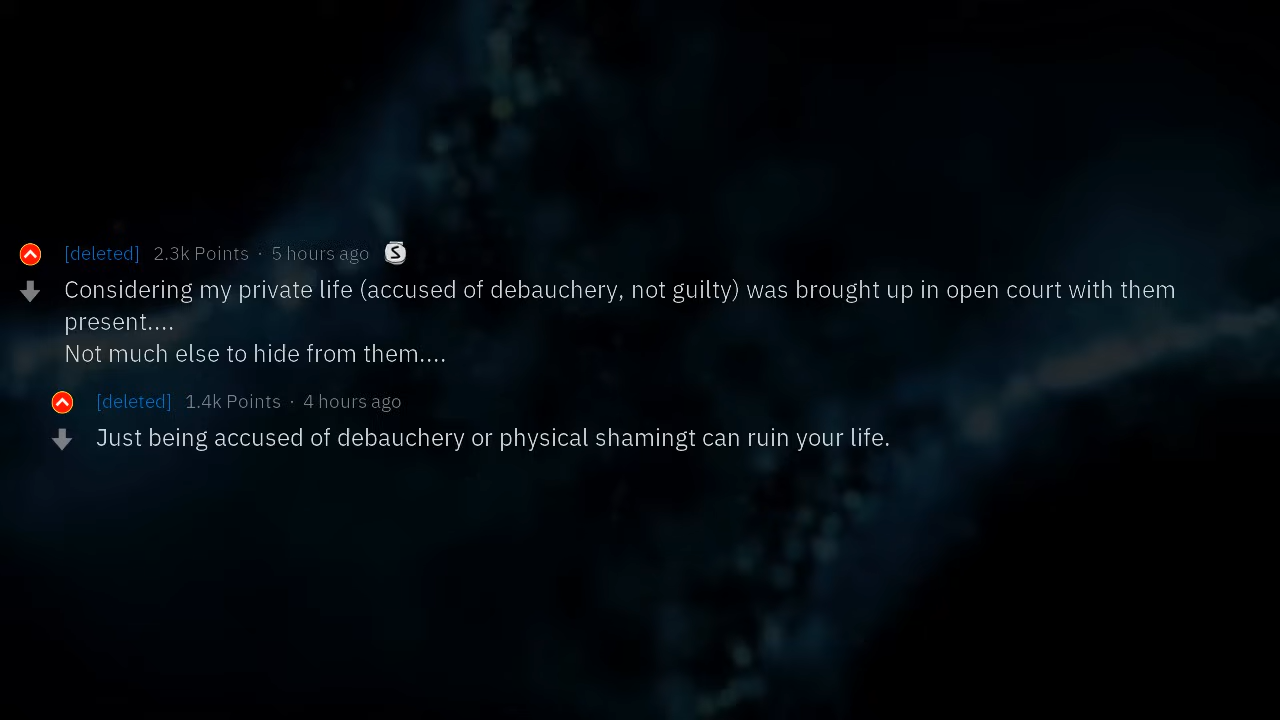 [deleted] 2.3k Points · 5 hours ago S
Considering my private life (accused of debauchery, not guilty) was brought up in open court with them
present....
Not much else to hide from them....
[deleted] 1.4k Points · 4 hours ago
Just being accused of debauchery or physical shamingt can ruin your life.